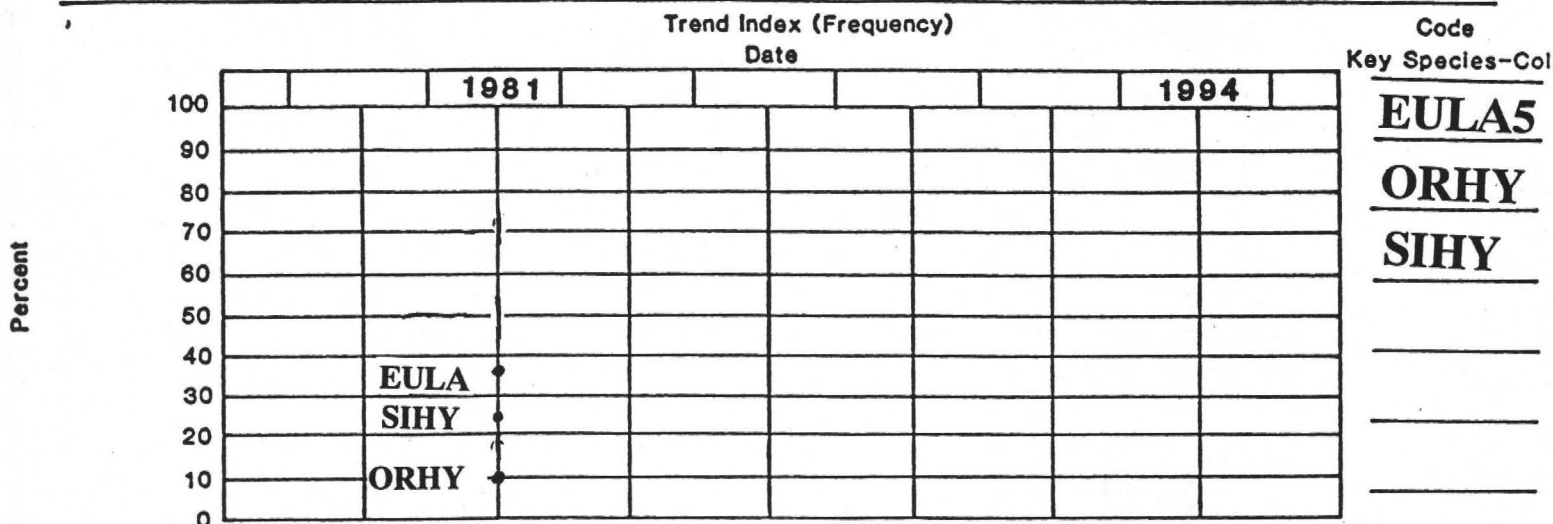 Trend Index (Frequency)
Date
Code
Key Species-Col
1981
1994
Percent
100
90
80
70
60
50
40
30
20
10
0
EULA
SIHY
ORHY
EULA5
ORHY
SIHY